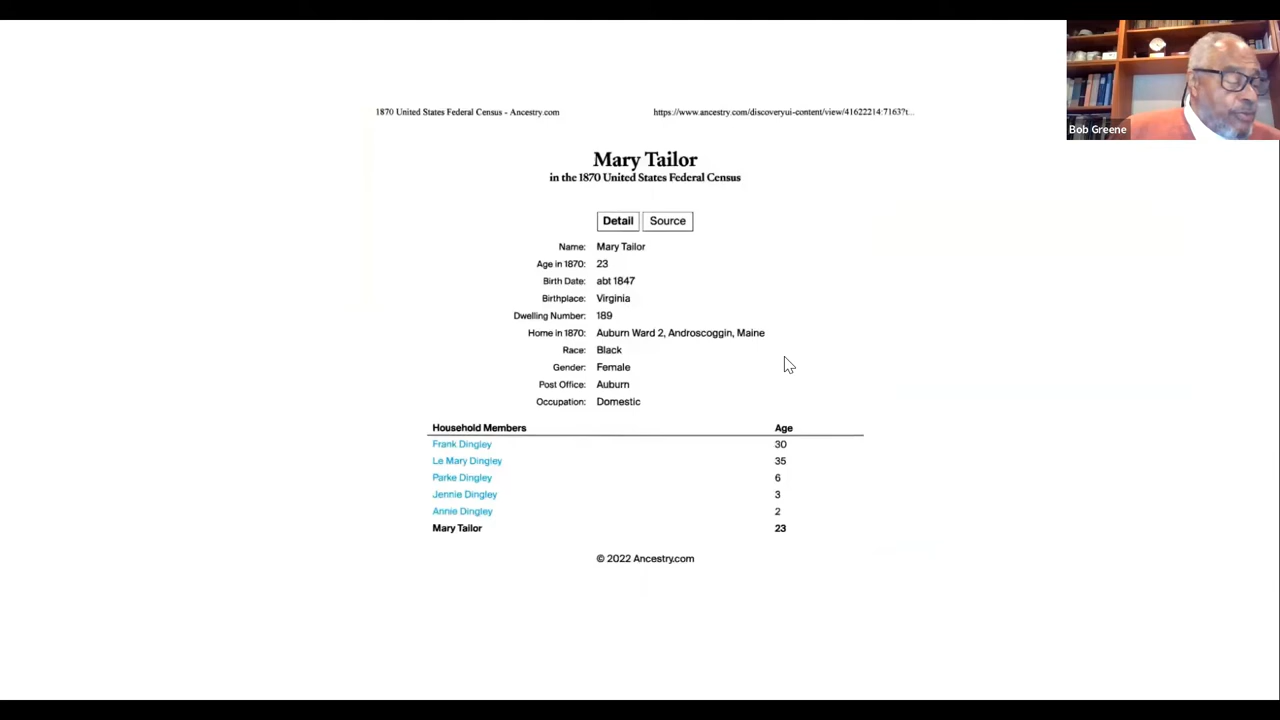 1870 United States Federal Census - Ancestry.com https://www.ancestry.com/discoveryui-content/view/41622214:7163?t...
Bob Greene
Mary Tailor
in the 1870 United States Federal Census
Detail Source
Name: Mary Tailor
Age in 1870: 23
Birth Date: abt 1847
Birthplace: Virginia
Dwelling Number: 189
Home in 1870: Auburn Ward 2, Androscoggin, Maine
Race: Black
Gender: Female
Post Office: Auburn
Occupation: Domestic
Household Members Age
Frank Dingley 30
Le Mary Dingley 35
Parke Dingley 6
Jennie Dingley 3
Annie Dingley 2
Mary Tailor 23
© 2022 Ancestry.com